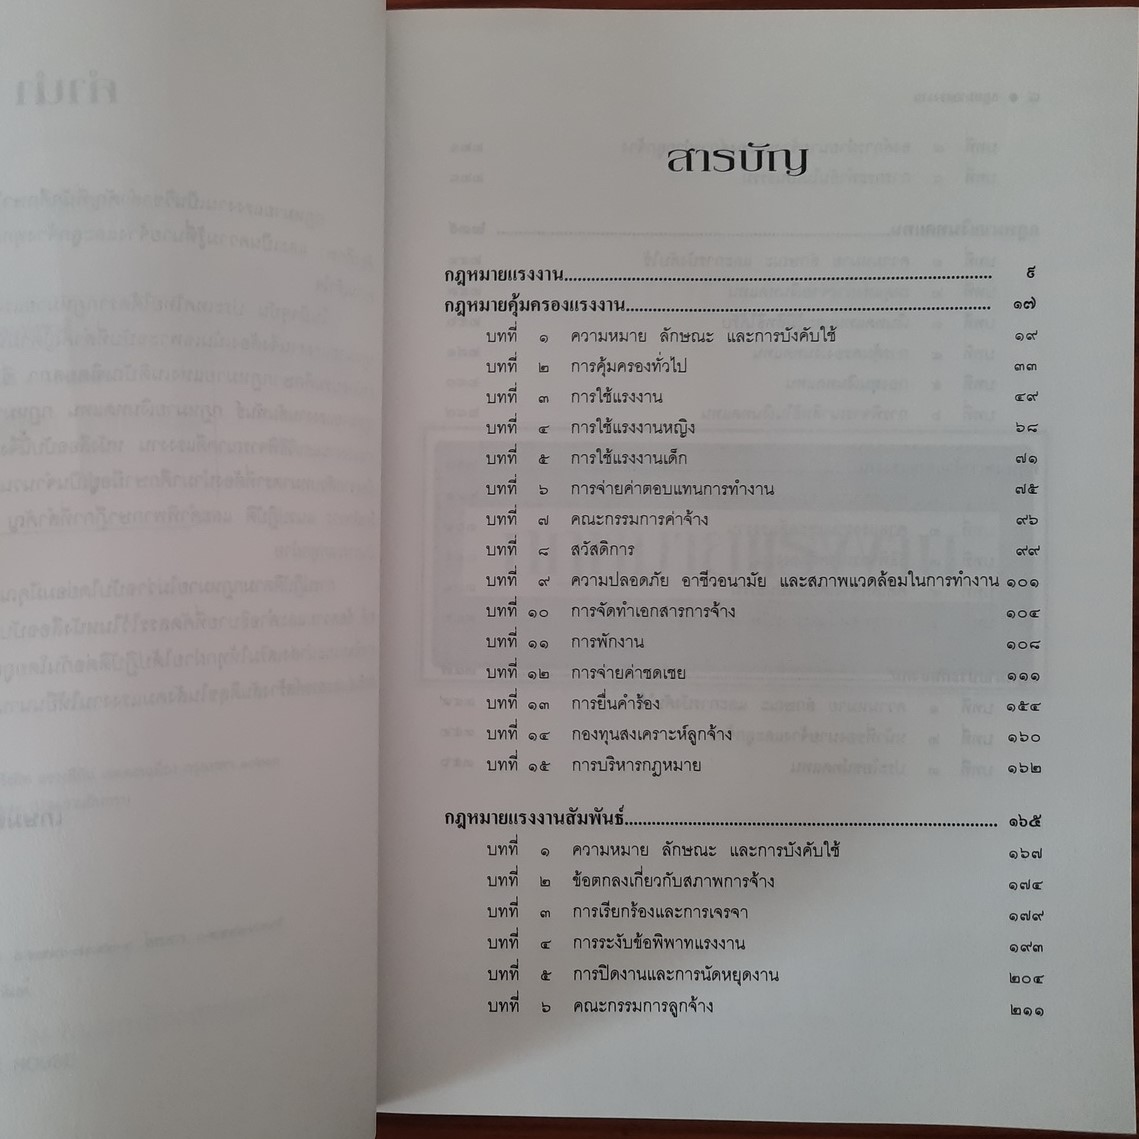 สารบัญ
กฎหมายแรงงาน............................................................................................... ๙
กฎหมายคุ้มครองแรงงาน................................................................................. ๑๗
บทที่ ๑ ความหมาย ลักษณะ และการบังคับใช้ ๑๙
บทที่ ๒ การคุ้มครองทั่วไป ๓๓
บทที่ ๓ การใช้แรงงาน ๔๙
บทที่ ๔ การใช้แรงงานหญิง ๖๘
บทที่ ๕ การใช้แรงงานเด็ก ๗๑
บทที่ ๖ การจ่ายค่าตอบแทนการทำงาน ๗๕
บทที่ ๗ คณะกรรมการค่าจ้าง ๙๖
บทที่ ๘ สวัสดิการ ๙๙
บทที่ ๙ ความปลอดภัย อาชีวอนามัย และสภาพแวดล้อมในการทำงาน ๑๐๑
บทที่ ๑๐ การจัดทำเอกสารการจ้าง ๑๐๔
บทที่ ๑๑ การพักงาน ๑๐๘
บทที่ ๑๒ การจ่ายค่าชดเชย ๑๑๑
บทที่ ๑๓ การยื่นคำร้อง ๑๕๔
บทที่ ๑๔ กองทุนสงเคราะห์ลูกจ้าง ๑๖๐
บทที่ ๑๕ การบริหารกฎหมาย ๑๖๒
กฎหมายแรงงานสัมพันธ์................................................................................... ๑๖๕
บทที่ ๑ ความหมาย ลักษณะ และการบังคับใช้ ๑๖๗
บทที่ ๒ ข้อตกลงเกี่ยวกับสภาพการจ้าง ๑๗๔
บทที่ ๓ การเรียกร้องและการเจรจา ๑๗๙
บทที่ ๔ การระงับข้อพิพาทแรงงาน ๑๙๓
บทที่ ๕ การปิดงานและการนัดหยุดงาน ๒๐๔
บทที่ ๖ คณะกรรมการลูกจ้าง ๒๑๑